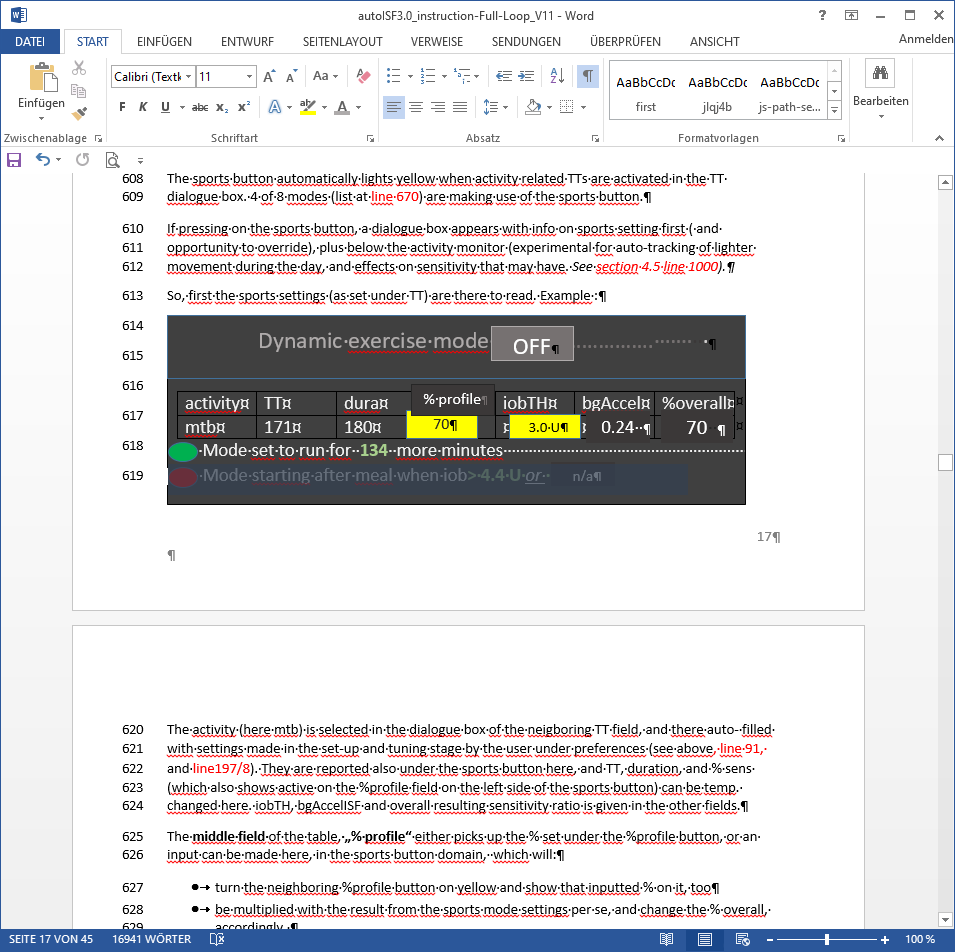 autoISF3.0_instruction-Full-Loop_V11 - Word
DATEI START EINFÜGEN ENTWURF SEITENLAYOUT VERWEISE SENDUNGEN ÜBERPRÜFEN ANSICHT Anmelden
Calibri (Textk 11
AaBbCcDc AaBbCcDc AaBbCcDc
Einfügen first jlqj4b js-path-se... Bearbeiten
Zwischenablage Schriftart Absatz Formatvorlagen
608 The sports button automatically lights yellow when activity related TTs are activated in the TT
609 dialogue box. 4 of 8 modes (list at line 670) are making use of the sports button.¶
610 If pressing on the sports button, a dialogue box appears with info on sports setting first ( and
611 opportunity to override), plus below the activity monitor (experimental for auto-tracking of lighter
612 movement during the day, and effects on sensitivity that may have. See section 4.5 line 1000).¶
613 So, first the sports settings (as set under TT) are there to read. Example :¶
614
Dynamic exercise mode OFF¶ ¶
615
616
activity¤ TT¤ dura¤ % profile¶ iobTH¤ bgAccel¤ %overall¤
617
mtb¤ 171¤ 180¤ 70¶ 3.0 U¶ 0.24 ¶ 70 ¶
618 Mode set to run for 134 more minutes
619 Mode starting after meal when iob> 4.4 U or n/a¶
17¶
¶
620 The activity (here mtb) is selected in the dialogue box of the neigboring TT field, and there auto- filled
621 with settings made in the set-up and tuning stage by the user under preferences (see above, line 91,
622 and line197/8). They are reported also under the sports button here, and TT, duration, and % sens
623 (which also shows active on the %profile field on the left side of the sports button) can be temp.
624 changed here. iobTH, bgAccelISF and overall resulting sensitivity ratio is given in the other fields.¶
625 The middle field of the table, „% profile“ either picks up the % set under the %profile button, or an
626 input can be made here, in the sports button domain, which will:¶
627 ● turn the neighboring %profile button on yellow and show that inputted % on it, too¶
628 ● be multiplied with the result from the sports mode settings per se, and change the % overall,
629 accordingly ¶
SEITE 17 VON 45 16941 WÖRTER 100 %